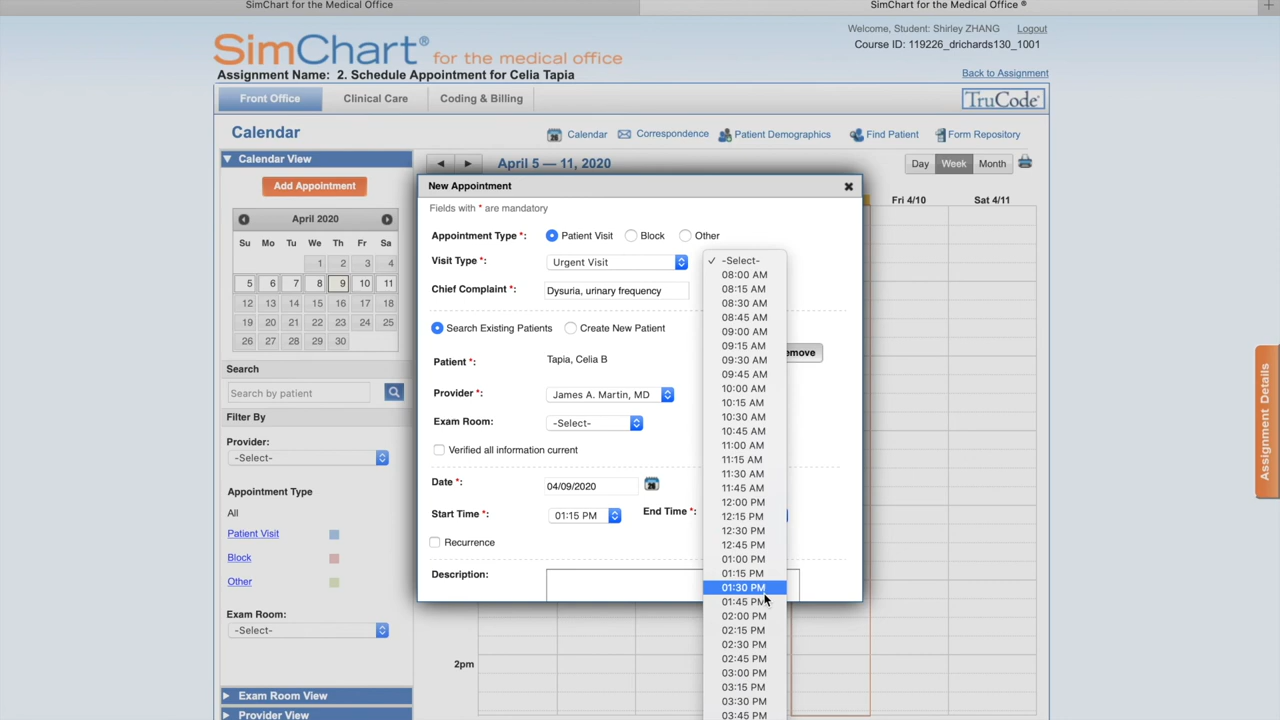 SimChart for the Medical Office
SimChart for the Medical Office ®
Welcome, Student: Shirley ZHANG Logout
SimChart® for the medical office
Course ID: 119226_drichards130_1001
Assignment Name: 2. Schedule Appointment for Celia Tapia
Back to Assignment
Front Office Clinical Care Coding & Billing
TruCode®
Calendar
Calendar Correspondence Patient Demographics Find Patient Form Repository
Calendar View
April 5 — 11, 2020
Day Week Month
Add Appointment
April 2020
Su Mo Tu We Th Fr Sa
1 2 3 4
5 6 7 8 9 10 11
12 13 14 15 16 17 18
19 20 21 22 23 24 25
26 27 28 29 30
Search
Search by patient
Filter By
Provider:
-Select-
Appointment Type
All
Patient Visit
Block
Other
Exam Room:
-Select-
Exam Room View
Provider View
New Appointment
Fields with * are mandatory
Appointment Type *: Patient Visit Block Other
Visit Type *: Urgent Visit
Chief Complaint *: Dysuria, urinary frequency
Search Existing Patients Create New Patient
Patient *: Tapia, Celia B
emove
Provider *: James A. Martin, MD
Exam Room: -Select-
Verified all information current
Date *: 04/09/2020 26
Start Time *: 01:15 PM End Time *:
Recurrence
Description:
✓ -Select-
08:00 AM
08:15 AM
08:30 AM
08:45 AM
09:00 AM
09:15 AM
09:30 AM
09:45 AM
10:00 AM
10:15 AM
10:30 AM
10:45 AM
11:00 AM
11:15 AM
11:30 AM
11:45 AM
12:00 PM
12:15 PM
12:30 PM
12:45 PM
01:00 PM
01:15 PM
01:30 PM
01:45 PM
02:00 PM
02:15 PM
02:30 PM
02:45 PM
03:00 PM
03:15 PM
03:30 PM
03:45 PM
Fri 4/10 Sat 4/11
2pm
Assignment Details